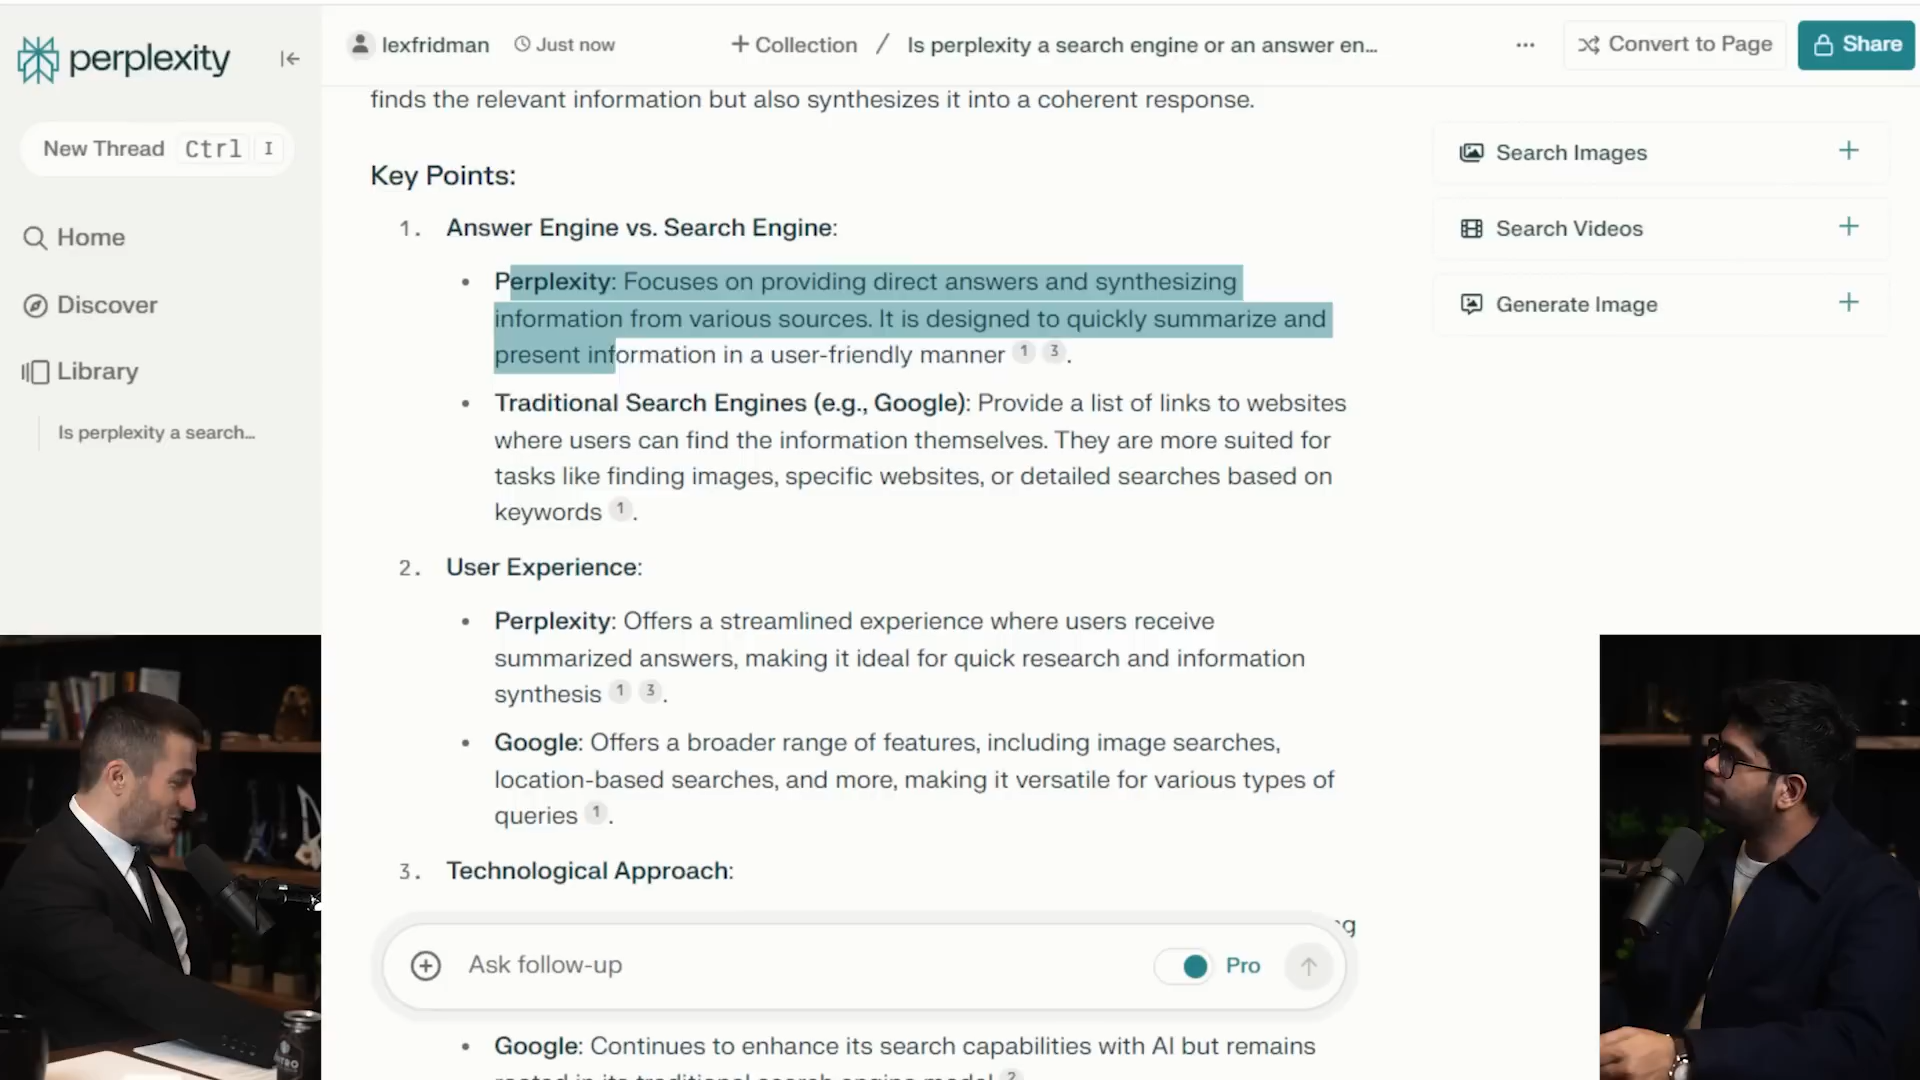 perplexity
New Thread Ctrl I
Home
Discover
Library
Is perplexity a search...
lexfridman Just now + Collection / Is perplexity a search engine or an answer en... ... Convert to Page Share
finds the relevant information but also synthesizes it into a coherent response.
Key Points:
1. Answer Engine vs. Search Engine:
• Perplexity: Focuses on providing direct answers and synthesizing
information from various sources. It is designed to quickly summarize and
present information in a user-friendly manner 1 3.
• Traditional Search Engines (e.g., Google): Provide a list of links to websites
where users can find the information themselves. They are more suited for
tasks like finding images, specific websites, or detailed searches based on
keywords 1.
2. User Experience:
• Perplexity: Offers a streamlined experience where users receive
summarized answers, making it ideal for quick research and information
synthesis 1 3.
• Google: Offers a broader range of features, including image searches,
location-based searches, and more, making it versatile for various types of
queries 1.
3. Technological Approach:
Ask follow-up Pro
• Google: Continues to enhance its search capabilities with AI but remains
rooted in its traditional search engine model 2
Search Images +
Search Videos +
Generate Image +